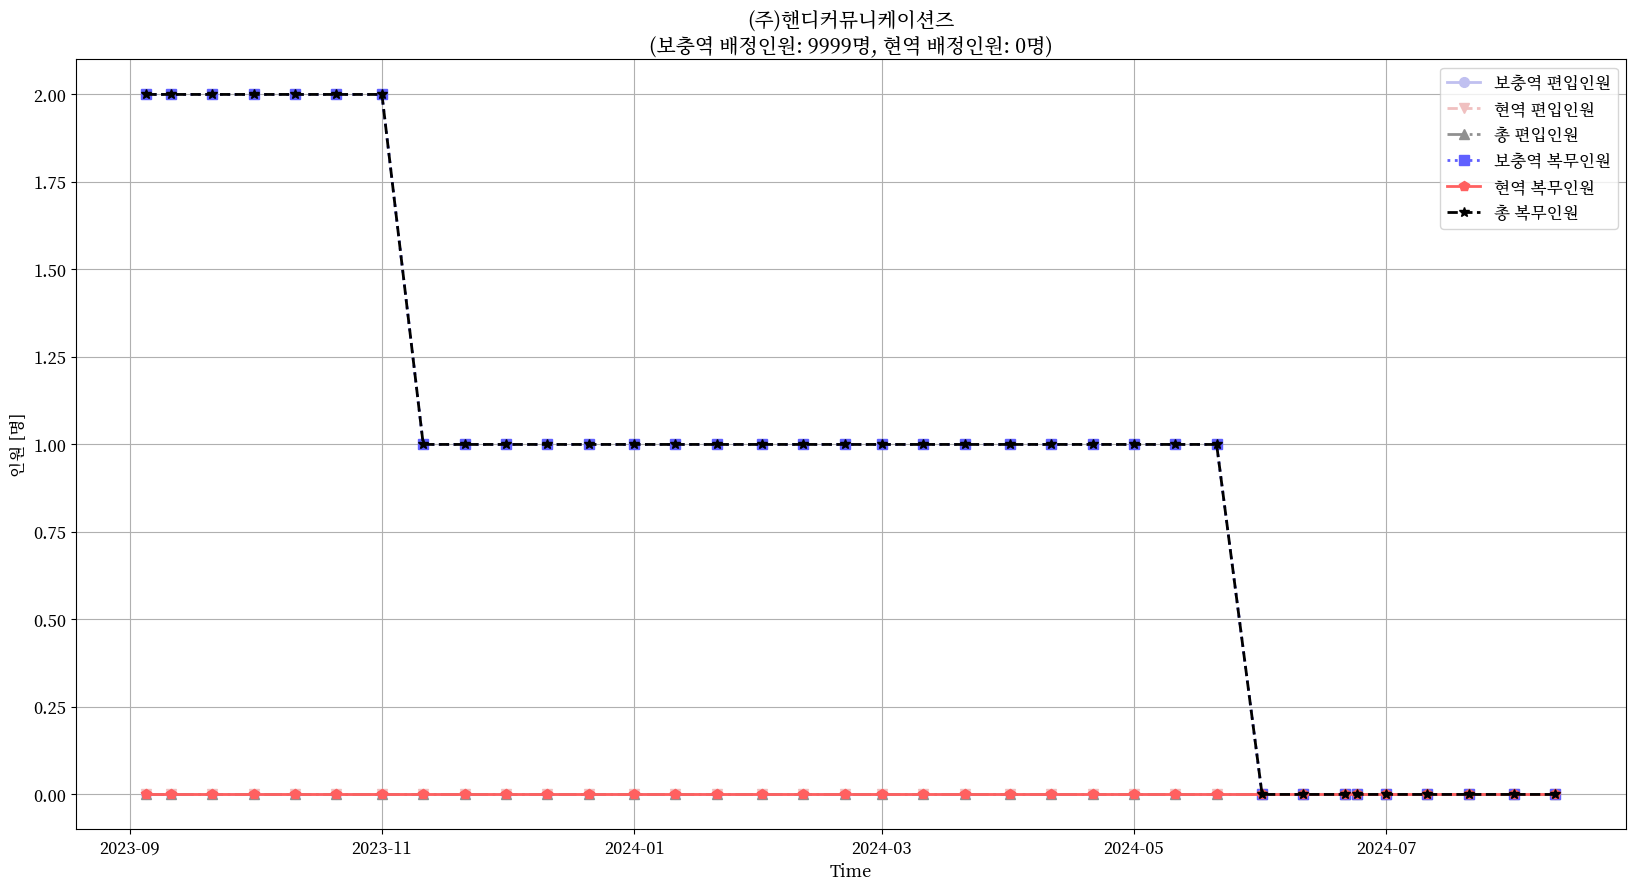 (주)핸디커뮤니케이션즈
(보충역 배정인원: 9999명, 현역 배정인원: 0명)
보충역 편입인원
현역 편입인원
총 편입인원
보충역 복무인원
현역 복무인원
총 복무인원
인원 [명]
2.00
1.75
1.50
1.25
1.00
0.75
0.50
0.25
0.00
2023-09 2023-11 2024-01 2024-03 2024-05 2024-07
Time